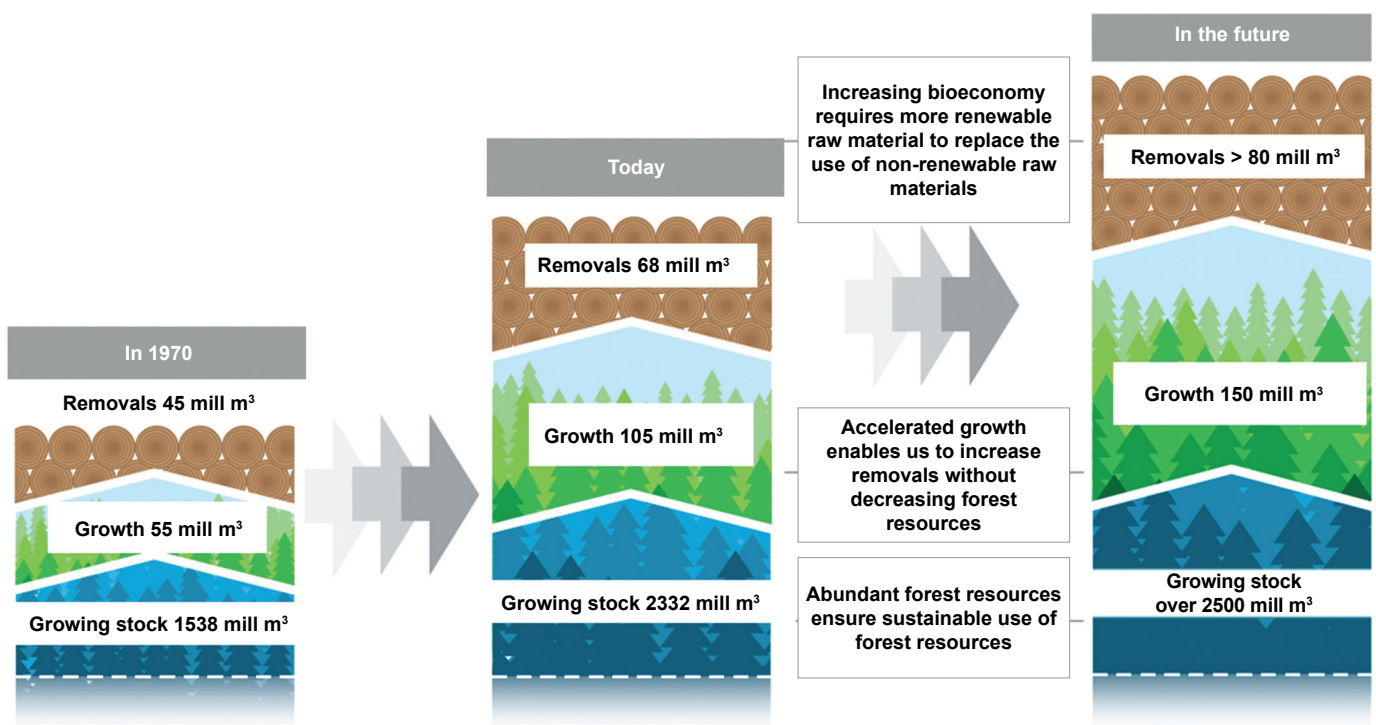 In 1970
Removals 45 mill m³
Growth 55 mill m³
Growing stock 1538 mill m³
Today
Removals 68 mill m³
Growth 105 mill m³
Growing stock 2332 mill m³
Increasing bioeconomy
requires more renewable
raw material to replace the
use of non-renewable raw
materials
Accelerated growth
enables us to increase
removals without
decreasing forest
resources
Abundant forest resources
ensure sustainable use of
forest resources
In the future
Removals > 80 mill m³
Growth 150 mill m³
Growing stock
over 2500 mill m³